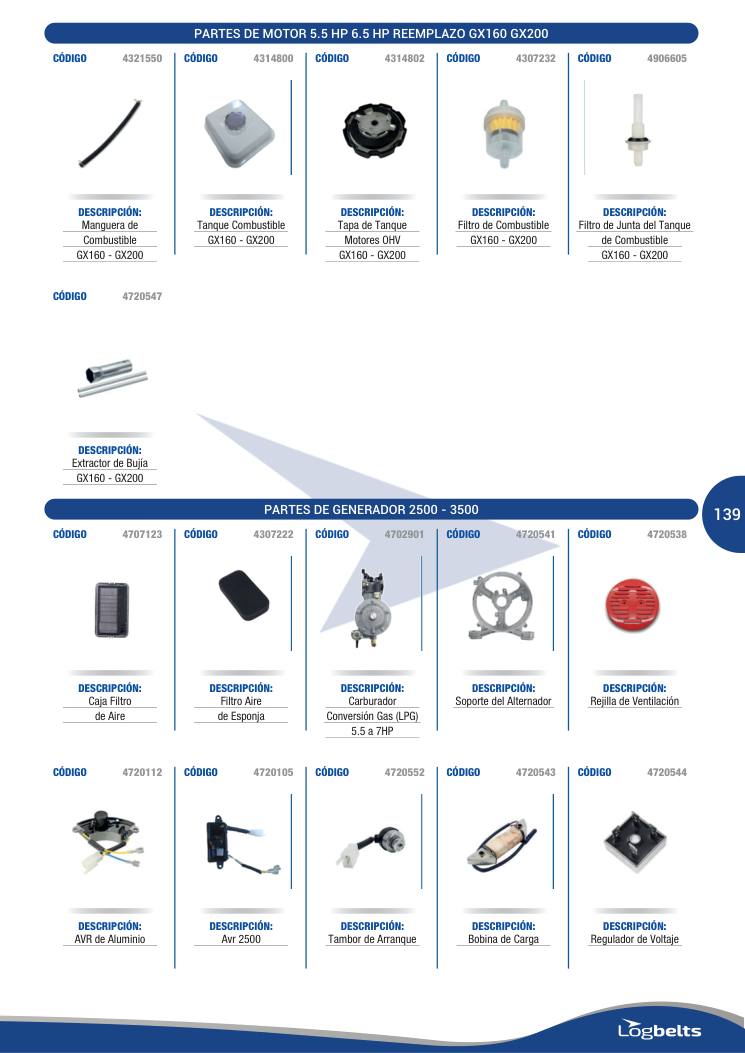 PARTES DE MOTOR 5.5 HP 6.5 HP REEMPLAZO GX160 GX200
CÓDIGO 4321550
DESCRIPCIÓN:
Manguera de
Combustible
GX160 - GX200
CÓDIGO 4314800
DESCRIPCIÓN:
Tanque Combustible
GX160 - GX200
CÓDIGO 4314802
DESCRIPCIÓN:
Tapa de Tanque
Motores OHV
GX160 - GX200
CÓDIGO 4307232
DESCRIPCIÓN:
Filtro de Combustible
GX160 - GX200
CÓDIGO 4906605
DESCRIPCIÓN:
Filtro de Junta del Tanque
de Combustible
GX160 - GX200
CÓDIGO 4720547
DESCRIPCIÓN:
Extractor de Bujía
GX160 - GX200
PARTES DE GENERADOR 2500 - 3500
139
CÓDIGO 4707123
DESCRIPCIÓN:
Caja Filtro
de Aire
CÓDIGO 4307222
DESCRIPCIÓN:
Filtro Aire
de Esponja
CÓDIGO 4702901
DESCRIPCIÓN:
Carburador
Conversión Gas (LPG)
5.5 a 7HP
CÓDIGO 4720541
DESCRIPCIÓN:
Soporte del Alternador
CÓDIGO 4720538
DESCRIPCIÓN:
Rejilla de Ventilación
CÓDIGO 4720112
DESCRIPCIÓN:
AVR de Aluminio
CÓDIGO 4720105
DESCRIPCIÓN:
Avr 2500
CÓDIGO 4720552
DESCRIPCIÓN:
Tambor de Arranque
CÓDIGO 4720543
DESCRIPCIÓN:
Bobina de Carga
CÓDIGO 4720544
DESCRIPCIÓN:
Regulador de Voltaje
Logbelts